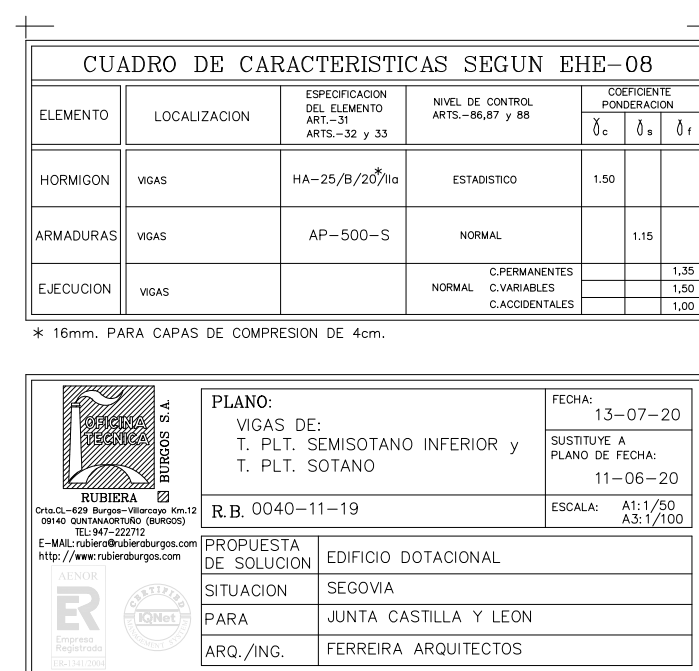 CUADRO DE CARACTERISTICAS SEGUN EHE-08
ELEMENTO
LOCALIZACION
ESPECIFICACION
DEL ELEMENTO
ART.-31
ARTS.-32 y 33
NIVEL DE CONTROL
ARTS.-86,87 y 88
COEFICIENTE
PONDERACION
γc γs γf
HORMIGON VIGAS HA-25/B/20*/IIa ESTADISTICO 1.50
ARMADURAS VIGAS AP-500-S NORMAL 1.15
EJECUCION VIGAS NORMAL
C.PERMANENTES 1,35
C.VARIABLES 1,50
C.ACCIDENTALES 1,00
* 16mm. PARA CAPAS DE COMPRESION DE 4cm.
OFICINA
TECNICA
BURGOS S.A.
RUBIERA
Crta.CL-629 Burgos-Villarcayo Km.12
09140 QUNTANAORTUÑO (BURGOS)
TEL: 947-222712
E-MAIL: rubiera@rubieraburgos.com
http: //www: rubieraburgos.com
AENOR
ER
Empresa
Registrada
ER-1341/2004
CERTIFIED
IQNet
MANAGEMENT SYSTEM
PLANO:
VIGAS DE:
T. PLT. SEMISOTANO INFERIOR y
T. PLT. SOTANO
FECHA:
13-07-20
SUSTITUYE A
PLANO DE FECHA:
11-06-20
R.B. 0040-11-19
ESCALA: A1:1/50
A3:1/100
PROPUESTA
DE SOLUCION EDIFICIO DOTACIONAL
SITUACION SEGOVIA
PARA JUNTA CASTILLA Y LEON
ARQ./ING. FERREIRA ARQUITECTOS